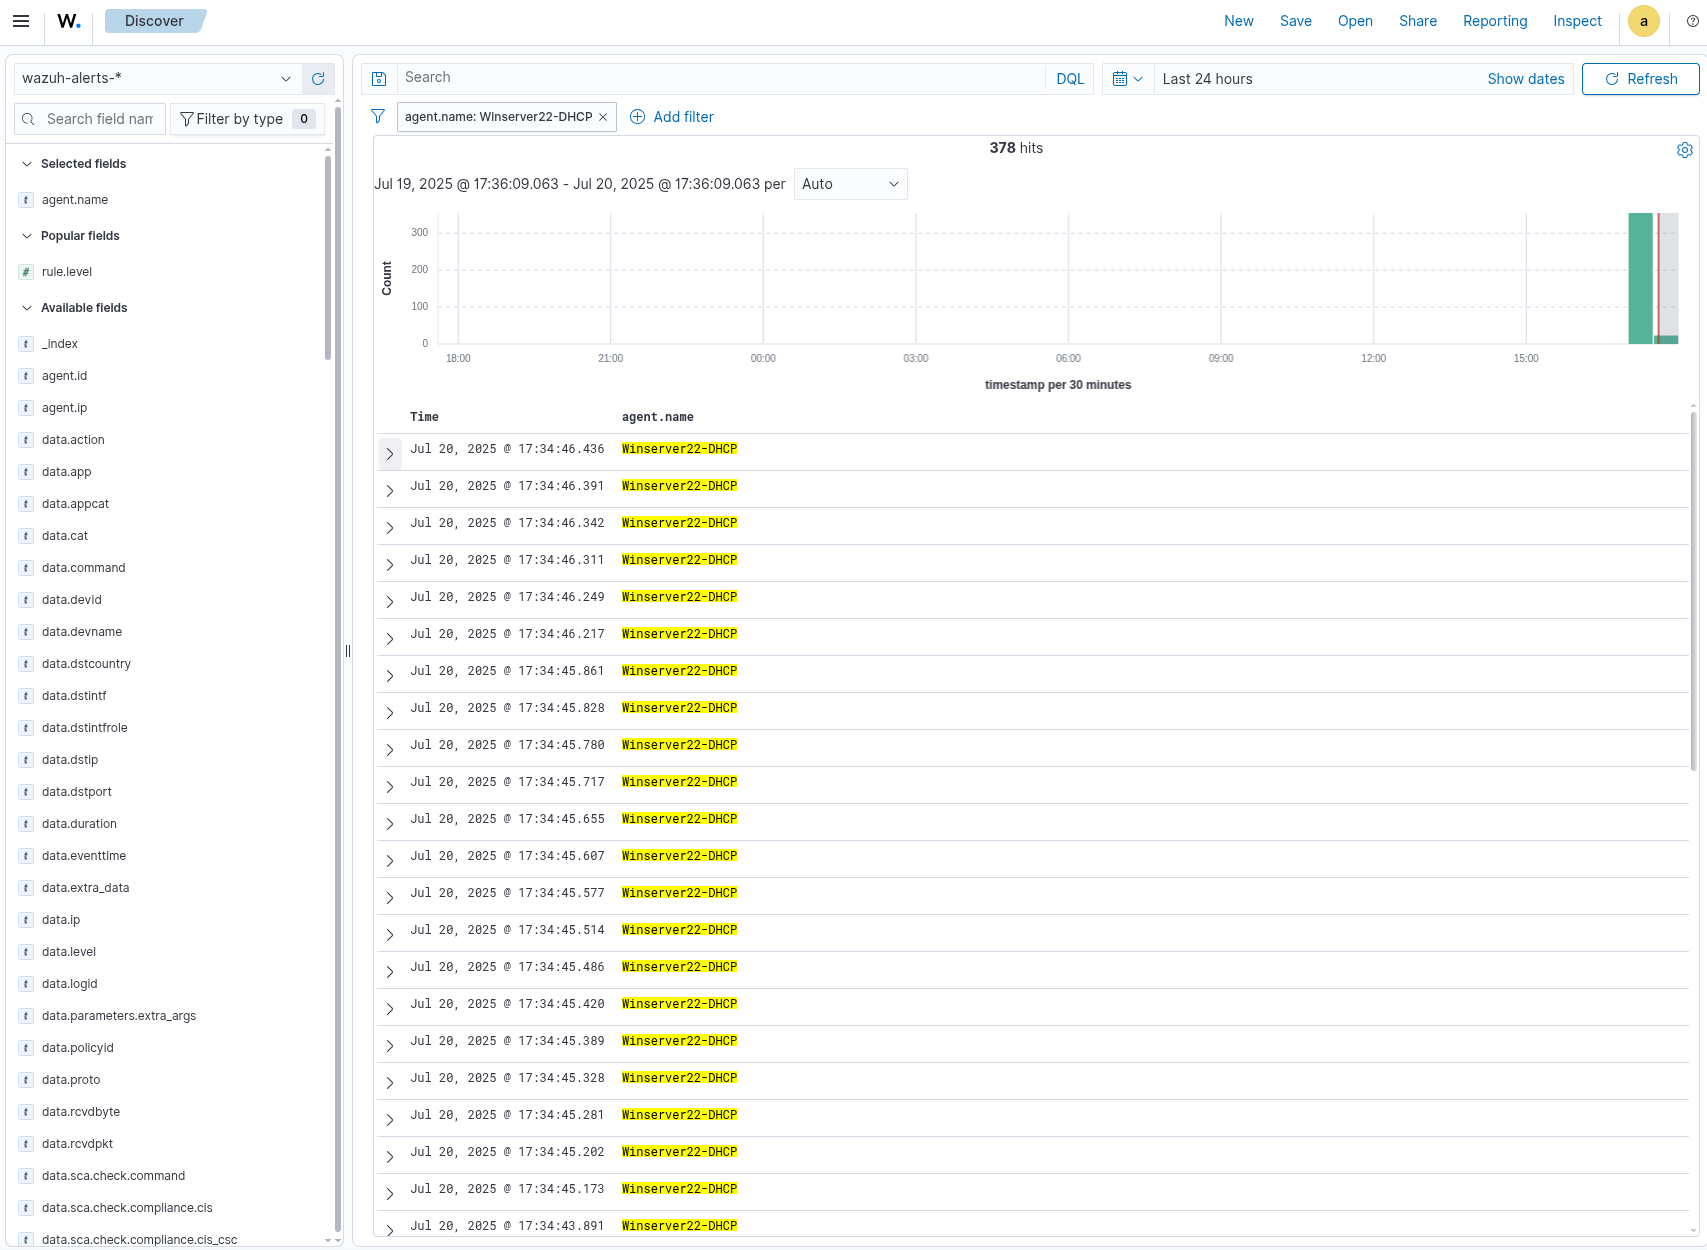 W.
Discover
New Save Open Share Reporting Inspect a
wazuh-alerts-*
Search field nam
Filter by type 0
Selected fields
t agent.name
Popular fields
# rule.level
Available fields
t _index
t agent.id
t agent.ip
t data.action
t data.app
t data.appcat
t data.cat
t data.command
t data.devid
t data.devname
t data.dstcountry
t data.dstintf
t data.dstintfrole
t data.dstip
t data.dstport
t data.duration
t data.eventtime
t data.extra_data
t data.ip
t data.level
t data.logid
t data.parameters.extra_args
t data.policyid
t data.proto
t data.rcvdbyte
t data.rcvdpkt
t data.sca.check.command
t data.sca.check.compliance.cis
t data.sca.check.compliance.cis_csc
Search DQL
Last 24 hours Show dates
Refresh
agent.name: Winserver22-DHCP ×
Add filter
378 hits
Jul 19, 2025 @ 17:36:09.063 - Jul 20, 2025 @ 17:36:09.063 per Auto
Count
300
200
100
0
18:00 21:00 00:00 03:00 06:00 09:00 12:00 15:00
timestamp per 30 minutes
Time agent.name
Jul 20, 2025 @ 17:34:46.436 Winserver22-DHCP
Jul 20, 2025 @ 17:34:46.391 Winserver22-DHCP
Jul 20, 2025 @ 17:34:46.342 Winserver22-DHCP
Jul 20, 2025 @ 17:34:46.311 Winserver22-DHCP
Jul 20, 2025 @ 17:34:46.249 Winserver22-DHCP
Jul 20, 2025 @ 17:34:46.217 Winserver22-DHCP
Jul 20, 2025 @ 17:34:45.861 Winserver22-DHCP
Jul 20, 2025 @ 17:34:45.828 Winserver22-DHCP
Jul 20, 2025 @ 17:34:45.780 Winserver22-DHCP
Jul 20, 2025 @ 17:34:45.717 Winserver22-DHCP
Jul 20, 2025 @ 17:34:45.655 Winserver22-DHCP
Jul 20, 2025 @ 17:34:45.607 Winserver22-DHCP
Jul 20, 2025 @ 17:34:45.577 Winserver22-DHCP
Jul 20, 2025 @ 17:34:45.514 Winserver22-DHCP
Jul 20, 2025 @ 17:34:45.486 Winserver22-DHCP
Jul 20, 2025 @ 17:34:45.420 Winserver22-DHCP
Jul 20, 2025 @ 17:34:45.389 Winserver22-DHCP
Jul 20, 2025 @ 17:34:45.328 Winserver22-DHCP
Jul 20, 2025 @ 17:34:45.281 Winserver22-DHCP
Jul 20, 2025 @ 17:34:45.202 Winserver22-DHCP
Jul 20, 2025 @ 17:34:45.173 Winserver22-DHCP
Jul 20, 2025 @ 17:34:43.891 Winserver22-DHCP